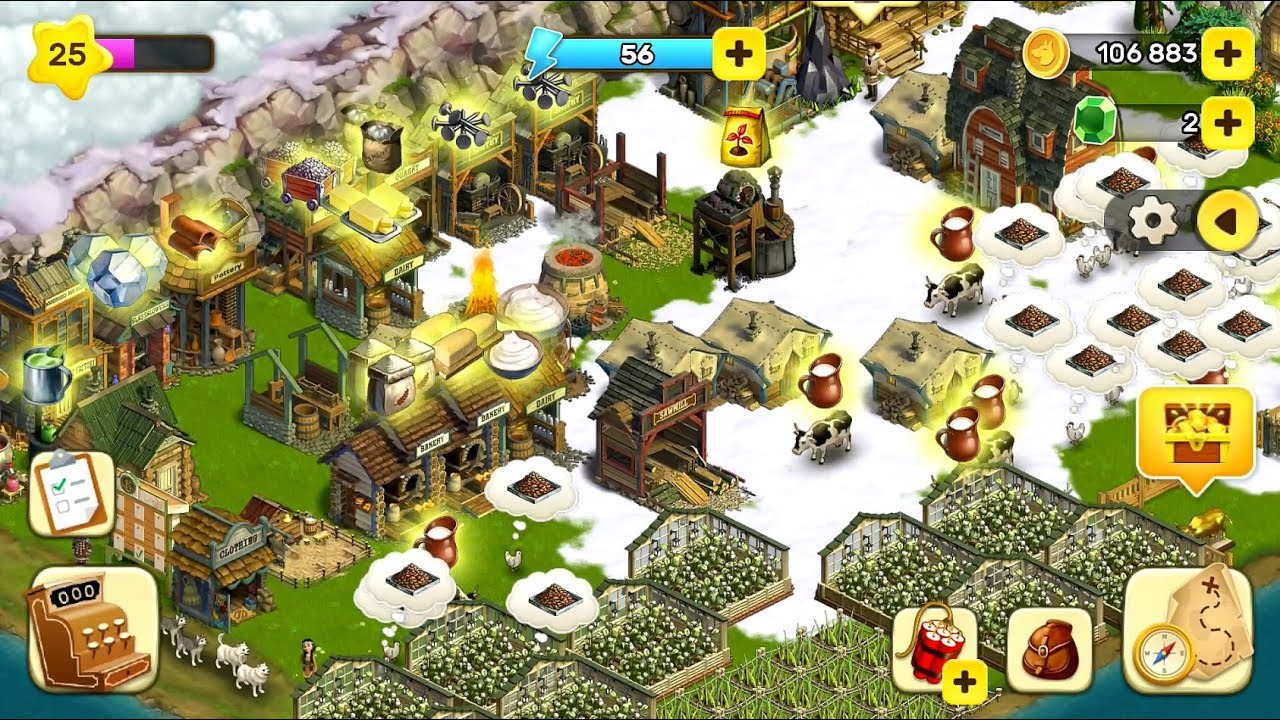 25
56
106 883
2
DAIRY
Pottery
BAKERY
BAKERY
DAIRY
SAWMILL
CLOTHING
000